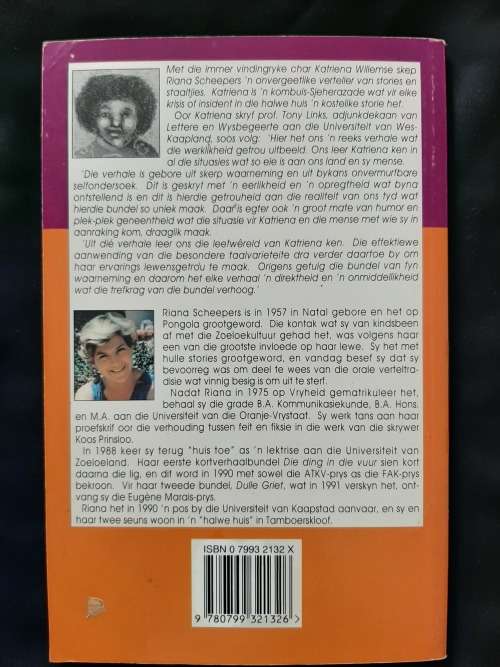 Met die immer vindingryke char Katriena Willemse skep
Riana Scheepers 'n onvergeetlike verteller van stories en
staaltjies. Katriena is 'n kombuis-Sjeherazade wat vir elke
krisis of insident in die halwe huis 'n kostelike storie het.
Oor Katriena skryf prof. Tony Links, adjunkdekaan van
Lettere en Wysbegeerte aan die Universiteit van Wes-
Kaapland, soos volg: 'Hier het ons 'n reeks verhale wat
die werklikheid getrou uitbeeld. Ons leer Katriena ken in
al die situasies wat so eie is aan ons land en sy mense.
'Die verhale is gebore uit skerp waarneming en uit bykans onvermurfbare
selfondersoek. Dit is geskryf met 'n eerlikheid en 'n opregtheid wat byna
ontstellend is en dit is hierdie getrouheid aan die realiteit van ons tyd wat
hierdie bundel so uniek maak. Daar is egter ook 'n groot mate van humor en
plek-plek geneentheid wat die situasie vir Katriena en die mense met wie sy in
aanraking kom, draaglik maak.
'Uit dié verhale leer ons die leefwêreld van Katriena ken. Die effektiewe
aanwending van die besondere taalvariëteite dra verder daartoe by om
haar ervarings lewensgetrou te maak. Origens getuig die bundel van fyn
waarneming en daarom het elke verhaal 'n direktheid en 'n onmiddellikheid
wat die trefkrag van die bundel verhoog.'
Riana Scheepers is in 1957 in Natal gebore en het op
Pongola grootgeword. Die kontak wat sy van kindsbeen
af met die Zoeloekultuur gehad het, was volgens haar
een van die grootste invloede op haar lewe. Sy het met
hulle stories grootgeword, en vandag besef sy dat sy
bevoorreg was om deel te wees van die orale verteltra-
disie wat vinnig besig is om uit te sterf.
Nadat Riana in 1975 op Vryheid gematrikuleer het,
behaal sy die grade B.A. Kommunikasiekunde, B.A. Hons.
en M.A. aan die Universiteit van die Oranje-Vrystaat. Sy werk tans aan haar
proefskrif oor die verhouding tussen feit en fiksie in die werk van die skrywer
Koos Prinsloo.
In 1988 keer sy terug "huis toe" as 'n lektrise aan die Universiteit van
Zoeloeland. Haar eerste kortverhaalbundel Die ding in die vuur sien kort
daarna die lig, en dit word in 1990 met sowel die ATKV-prys as die FAK-prys
bekroon. Vir haar tweede bundel, Dulle Griet, wat in 1991 verskyn het, ont-
vang sy die Eugène Marais-prys.
Riana het in 1990 'n pos by die Universiteit van Kaapstad aanvaar, en sy en
haar twee seuns woon in 'n "halwe huis" in Tamboerskloof.
ISBN 0 7993 2132 X
9 780799 321326 >